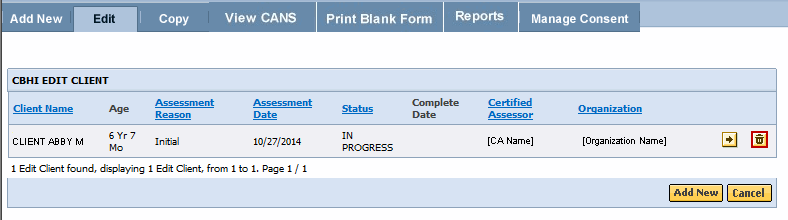 Add New Edit Copy View CANS Print Blank Form Reports Manage Consent
CBHI EDIT CLIENT
Client Name Age Assessment Reason Assessment Date Status Complete Date Certified Assessor Organization
CLIENT ABBY M 6 Yr 7 Mo Initial 10/27/2014 IN PROGRESS [CA Name] [Organization Name]
1 Edit Client found, displaying 1 Edit Client, from 1 to 1. Page 1 / 1
Add New Cancel